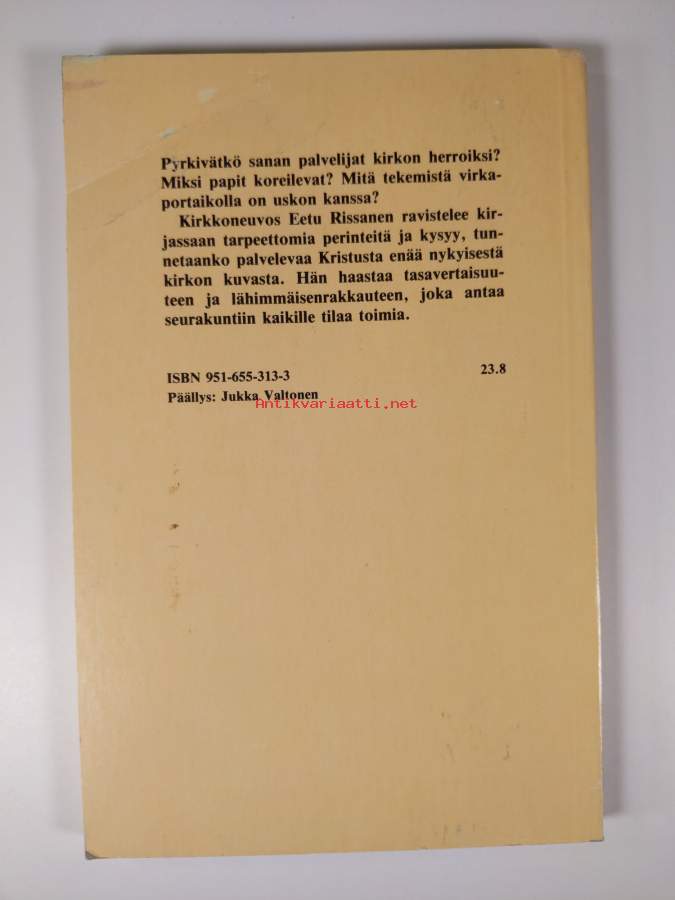 Pyrkivätkö sanan palvelijat kirkon herroiksi?
Miksi papit koreilevat? Mitä tekemistä virka-
portaikolla on uskon kanssa?
Kirkkoneuvos Eetu Rissanen ravistelee kir-
jassaan tarpeettomia perinteitä ja kysyy, tun-
netaanko palvelevaa Kristusta enää nykyisestä
kirkon kuvasta. Hän haastaa tasavertaisuu-
teen ja lähimmäisenrakkauteen, joka antaa
seurakuntiin kaikille tilaa toimia.
ISBN 951-655-313-3 23.8
Päällys: Jukka Valtonen
Antikvariaatti.net